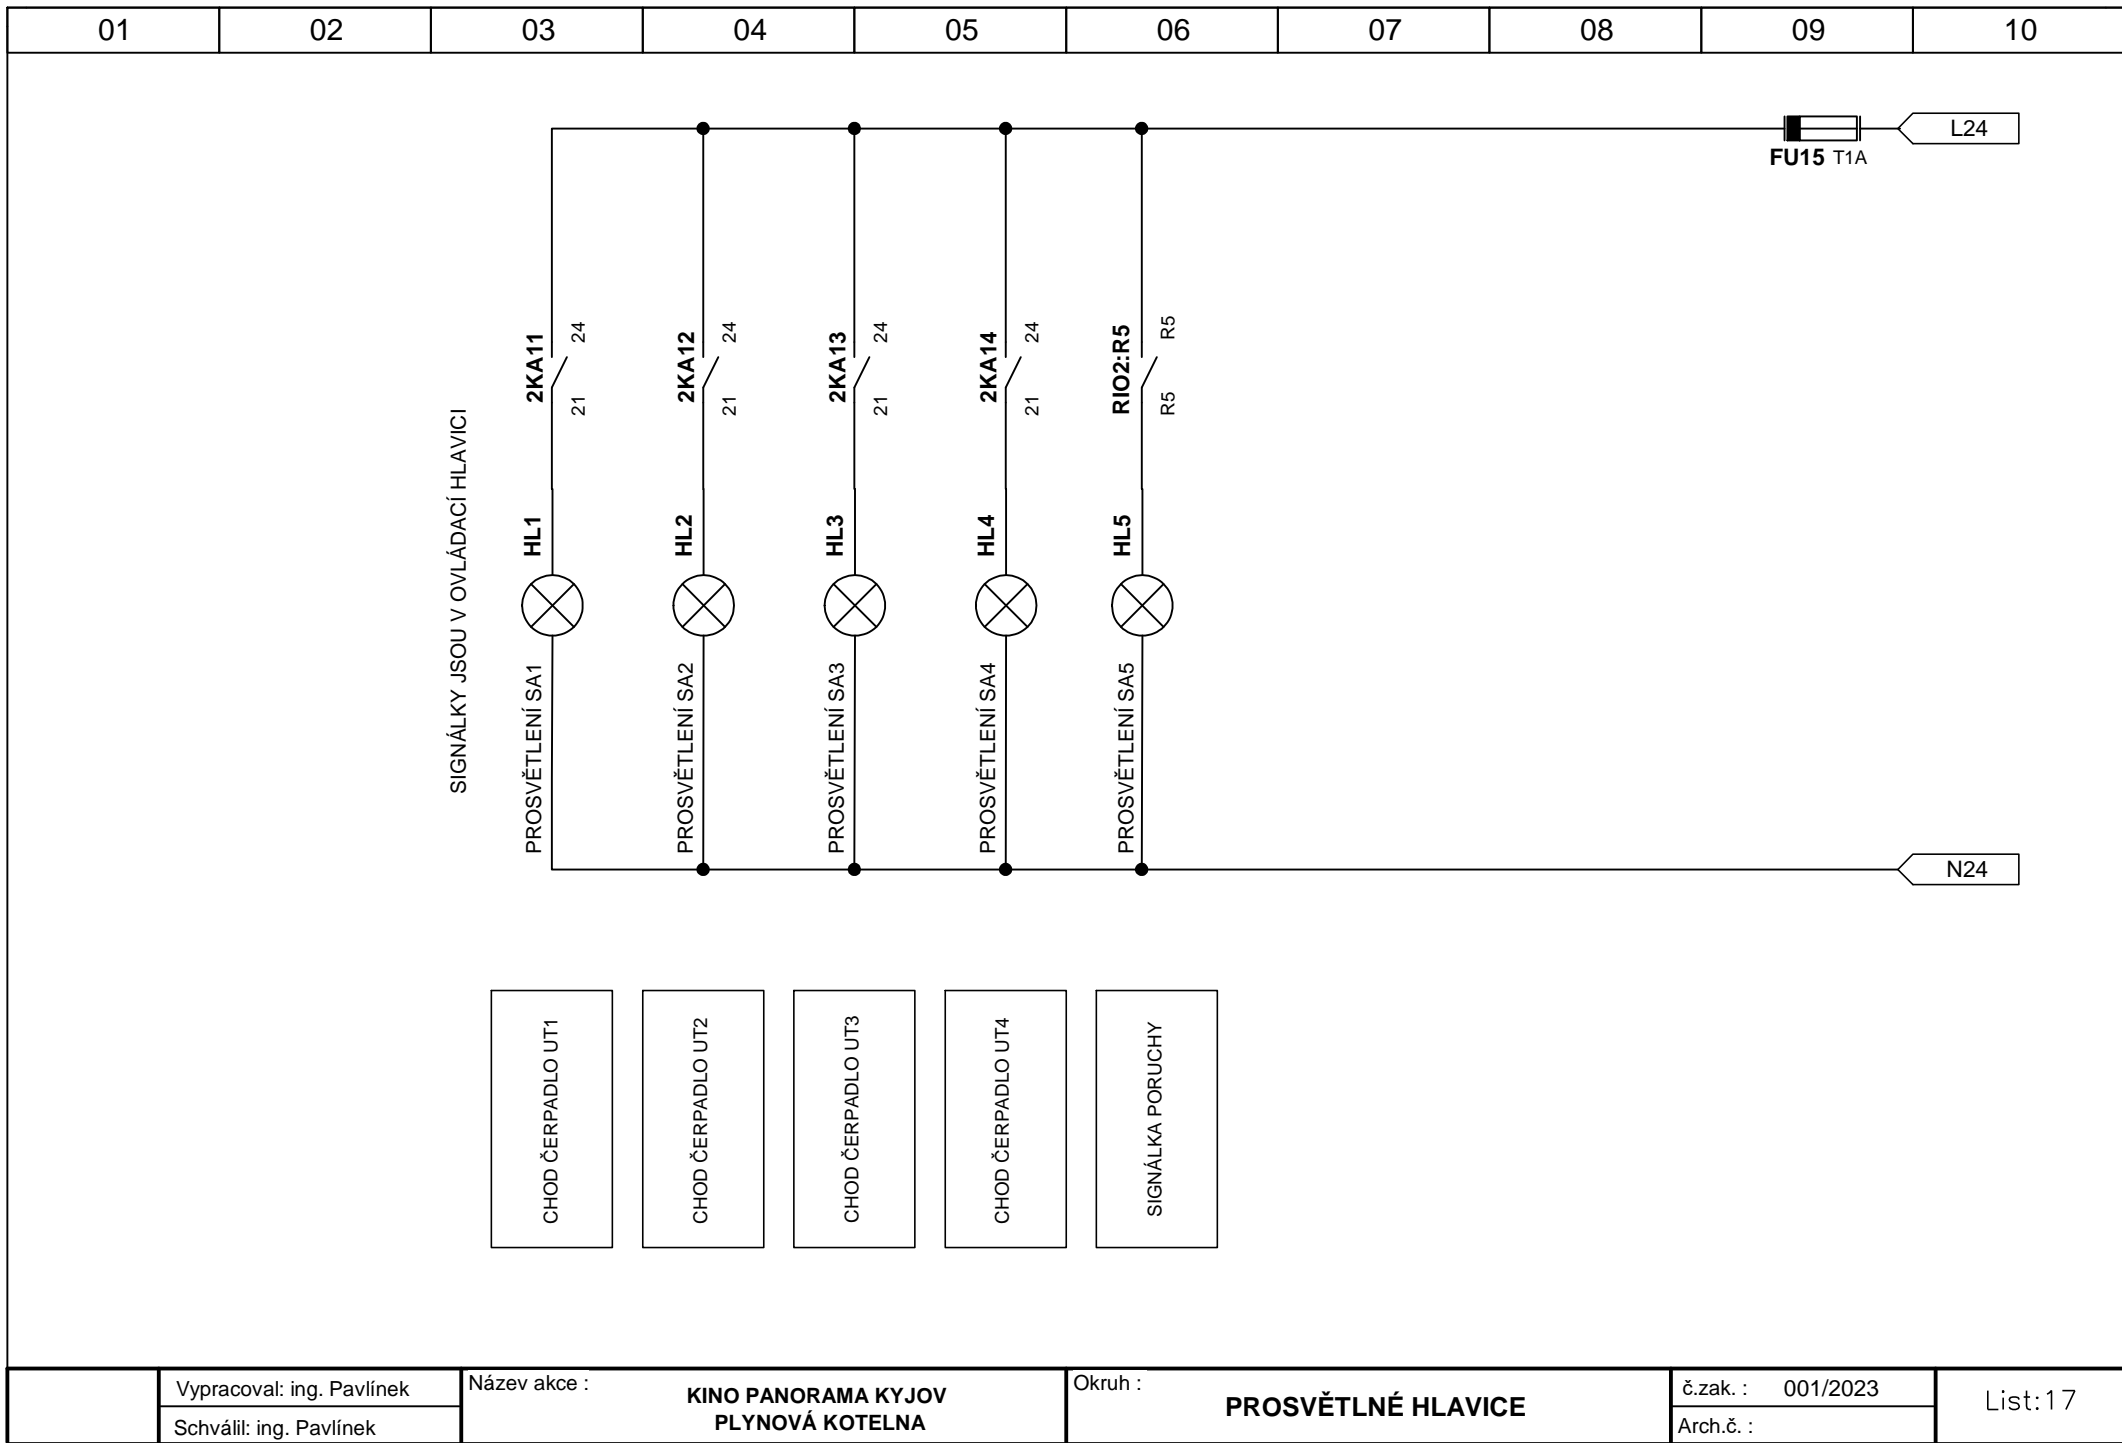 01 02 03 04 05 06 07 08 09 10
L24
FU15 T1A
2KA11 24 21
2KA12 24 21
2KA13 24 21
2KA14 24 21
RIO2:R5 R5 R5
SIGNÁLKY JSOU V OVLÁDACÍ HLAVICI
HL1
HL2
HL3
HL4
HL5
PROSVĚTLENÍ SA1
PROSVĚTLENÍ SA2
PROSVĚTLENÍ SA3
PROSVĚTLENÍ SA4
PROSVĚTLENÍ SA5
N24
CHOD ČERPADLO UT1
CHOD ČERPADLO UT2
CHOD ČERPADLO UT3
CHOD ČERPADLO UT4
SIGNÁLKA PORUCHY
Vypracoval: ing. Pavlínek
Schválil: ing. Pavlínek
Název akce :
KINO PANORAMA KYJOV
PLYNOVÁ KOTELNA
Okruh :
PROSVĚTLNÉ HLAVICE
č.zak. : 001/2023
Arch.č. :
List:17